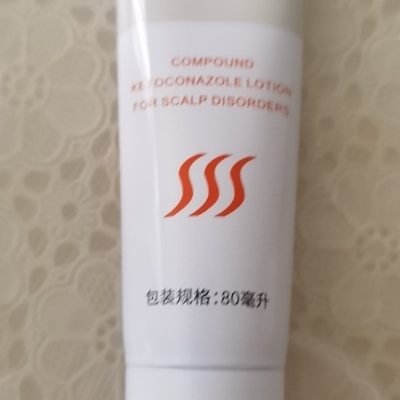 COMPOUND
KETOCONAZOLE LOTION
FOR SCALP DISORDERS
包装规格:80毫升